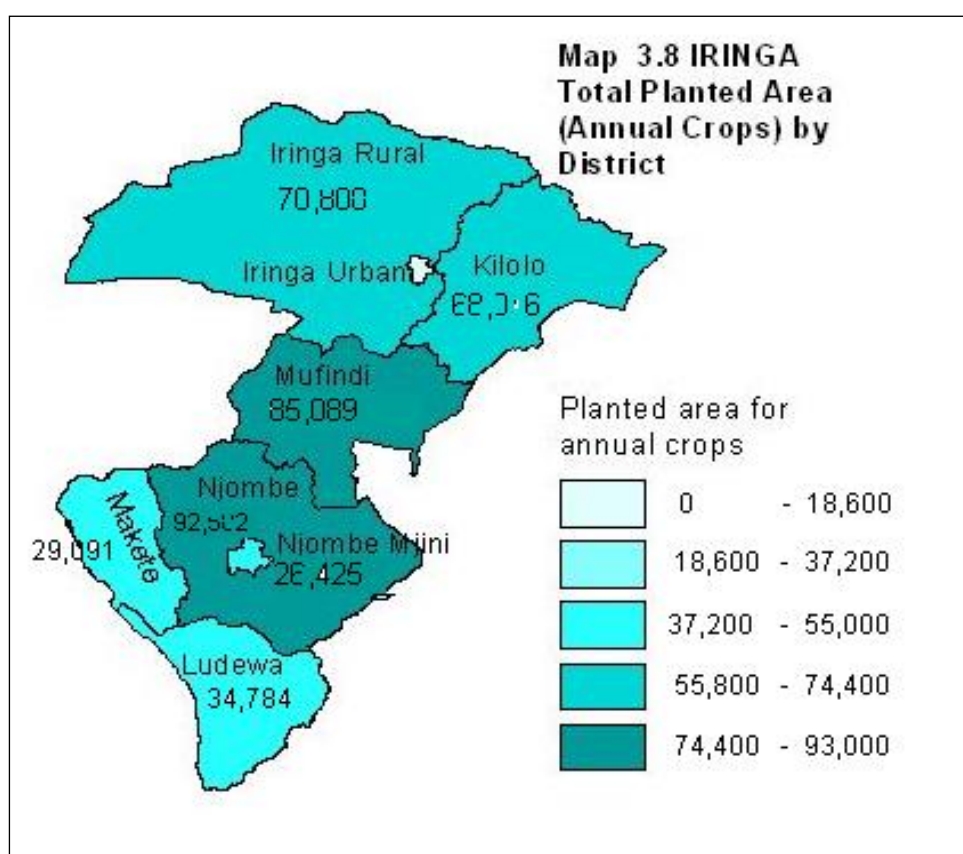 Map 3.8 IRINGA
Total Planted Area
(Annual Crops) by
District
Iringa Rural
70,800
Iringa Urban
Kilolo
Mufindi
85,089
Njombe
Makete
29,091
Njombe Mjini
26,425
Ludewa
34,784
Planted area for
annual crops
0 - 18,600
18,600 - 37,200
37,200 - 55,000
55,800 - 74,400
74,400 - 93,000